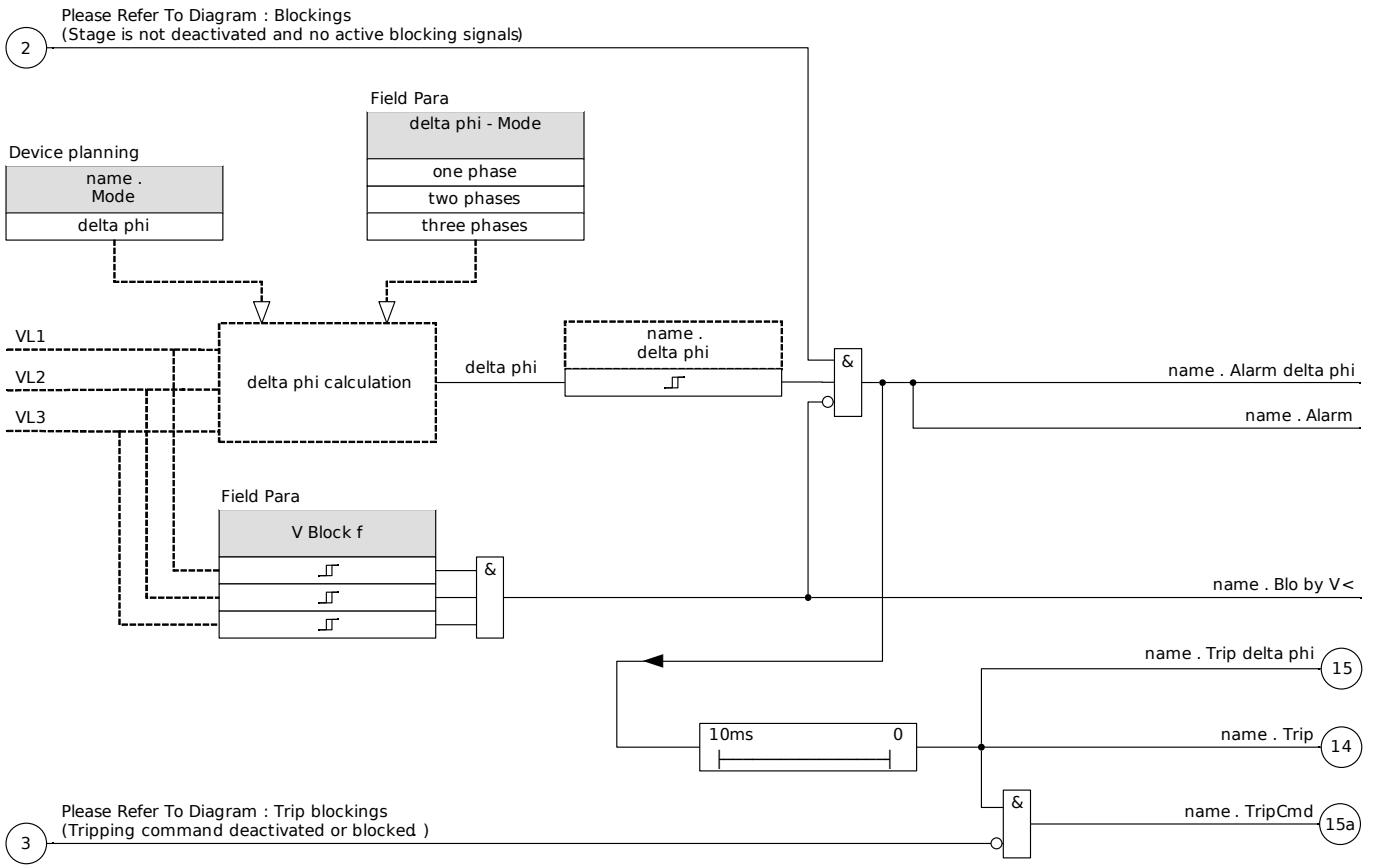 Please Refer To Diagram : Blockings
(Stage is not deactivated and no active blocking signals)
2
Field Para
delta phi - Mode
one phase
two phases
three phases
Device planning
name .
Mode
delta phi
VL1
VL2
VL3
delta phi calculation
delta phi
name .
delta phi
&
name . Alarm delta phi
name . Alarm
Field Para
V Block f
&
name . Blo by V<
name . Trip delta phi
15
10ms 0
name . Trip
14
&
name . TripCmd
15a
Please Refer To Diagram : Trip blockings
(Tripping command deactivated or blocked. )
3